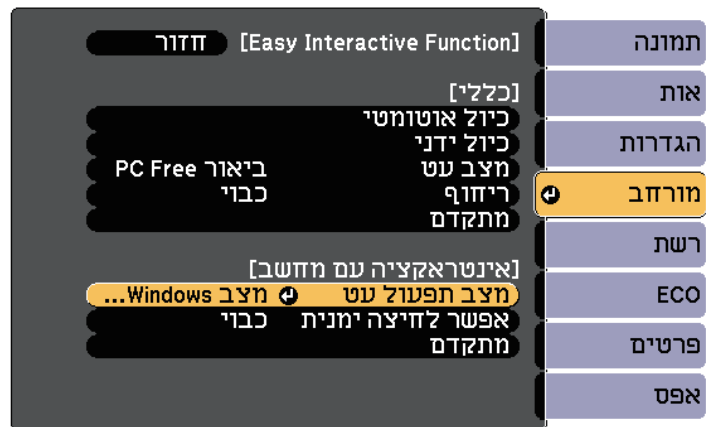 תמונה
אות
הגדרות
מורחב
רשת
ECO
פרטים
אפס
[Easy Interactive Function] חזור
[כללי]
כיול אוטומטי
כיול ידני
מצב עט ביאור PC Free
ריחוף כבוי
מתקדם
[אינטראקציה עם מחשב]
מצב תפעול עט מצב Windows...
אפשר לחיצה ימנית כבוי
מתקדם